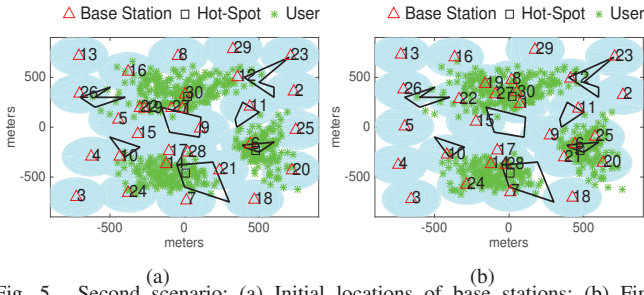 Base Station Hot-Spot User Base Station Hot-Spot User
13 8 29 23
16
12
26 30 2
22 19 27 11
5 9 25
15
4 10 17 28 6
14 21 20
24
3 7 18
500
0
-500
meters
-500 0 500
meters
13 16 29 23
8 12
26 19 30 2
22 27 11
5 15 9 25
10 17 6
4 14 28 21 20
24 7
3 18
500
0
-500
meters
-500 0 500
meters
(a) (b)
Fig. 5. Second scenario: (a) Initial locations of base stations; (b)